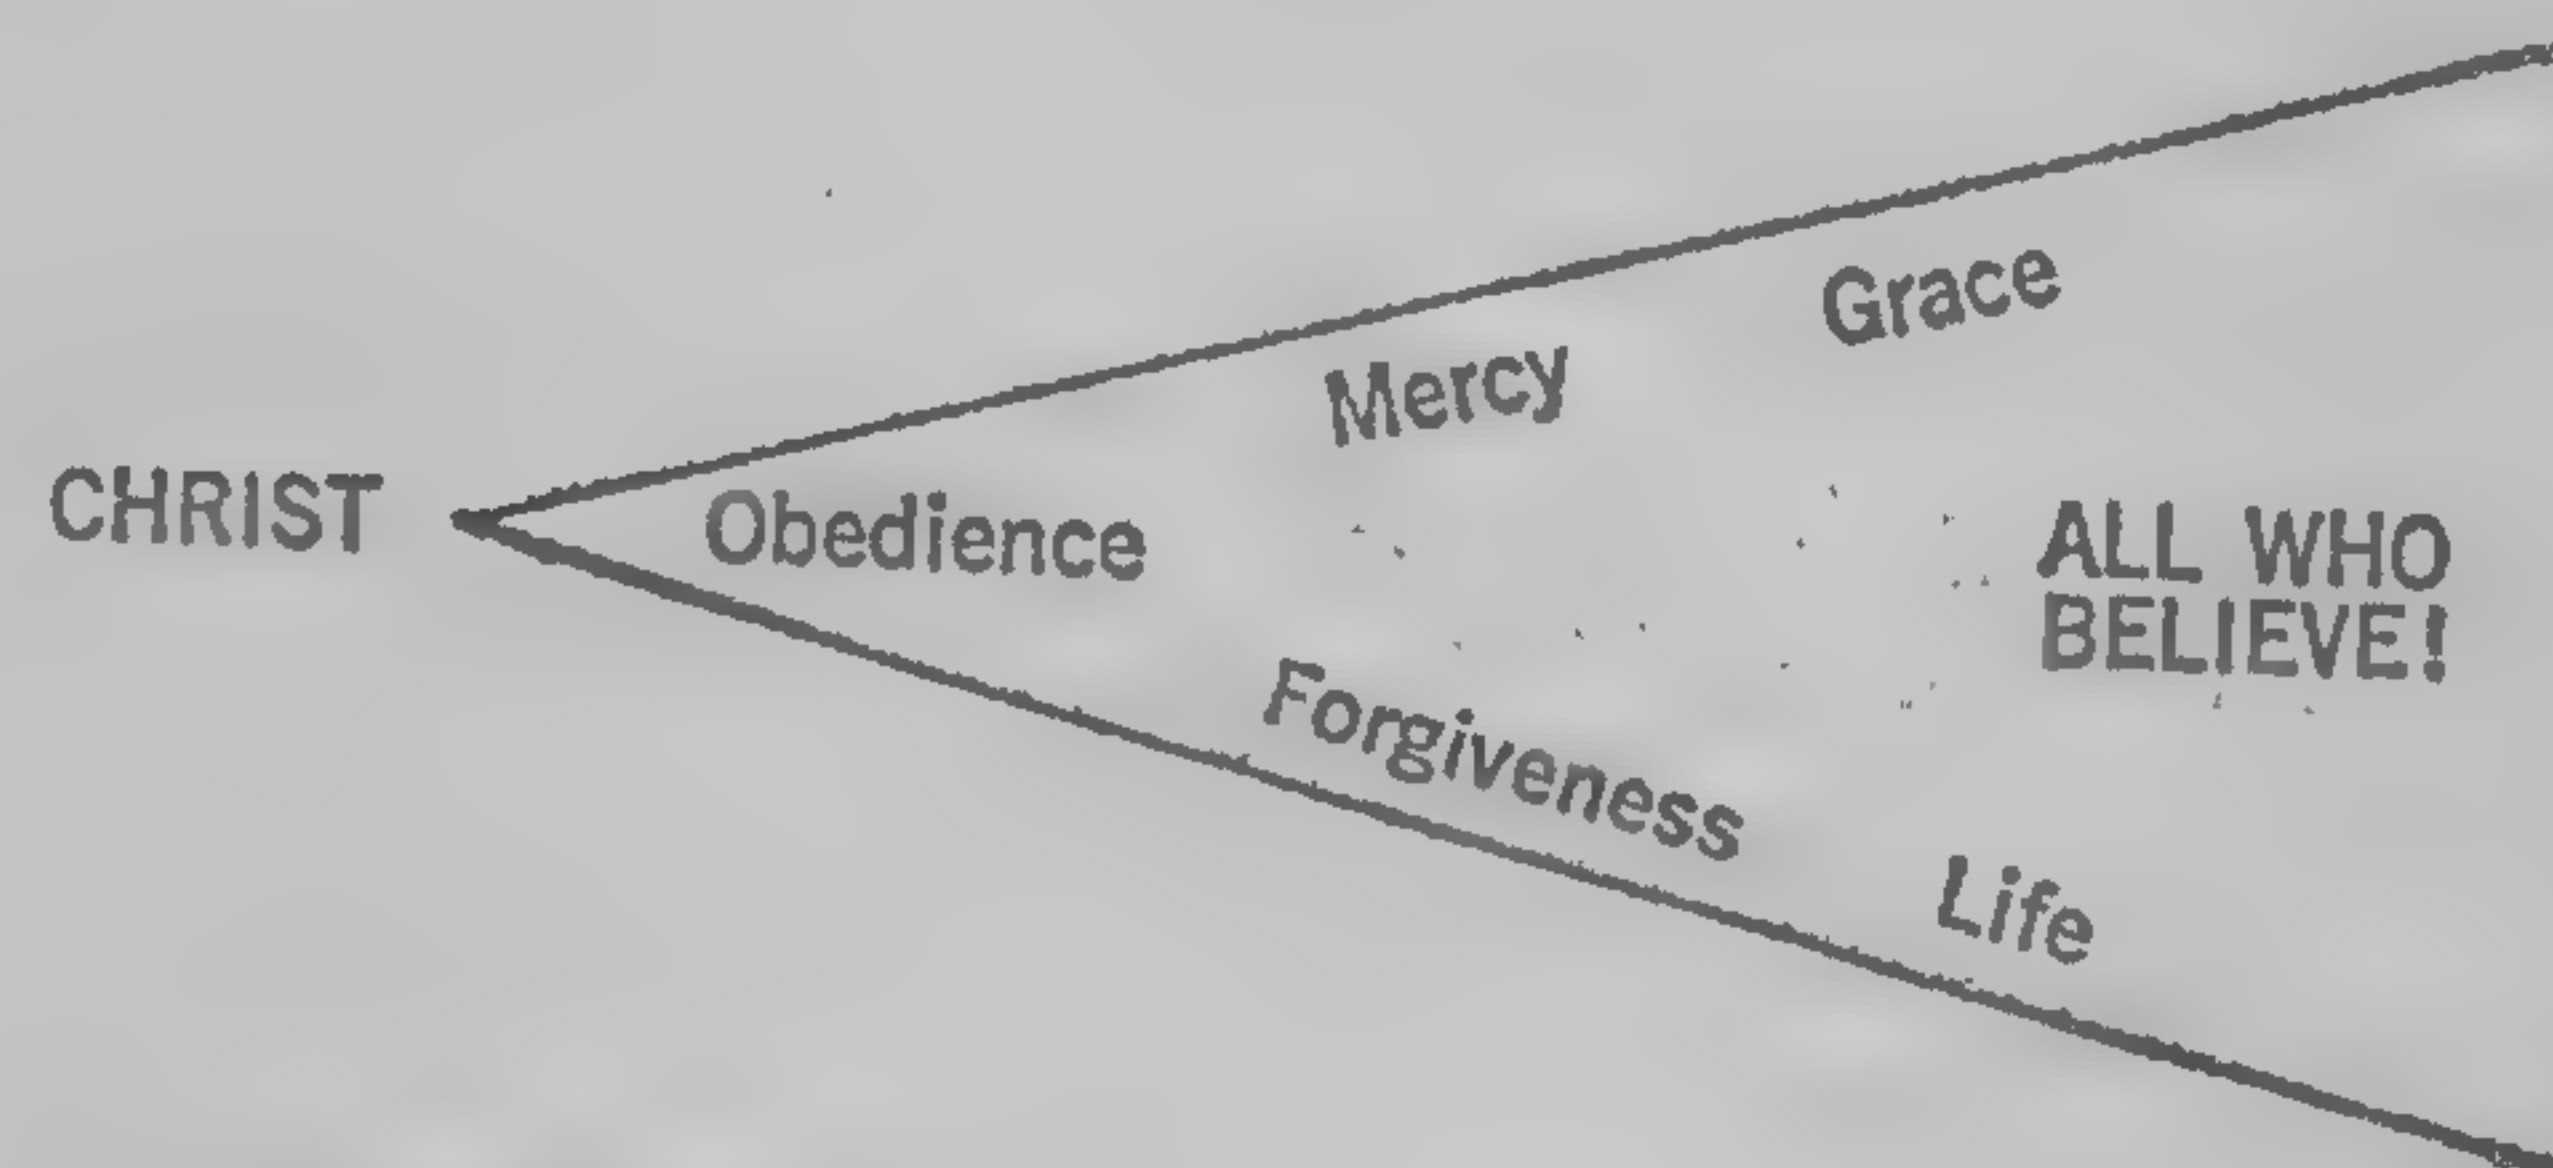 CHRIST
Obedience
Mercy
Grace
Forgiveness
Life
ALL WHO
BELIEVE!